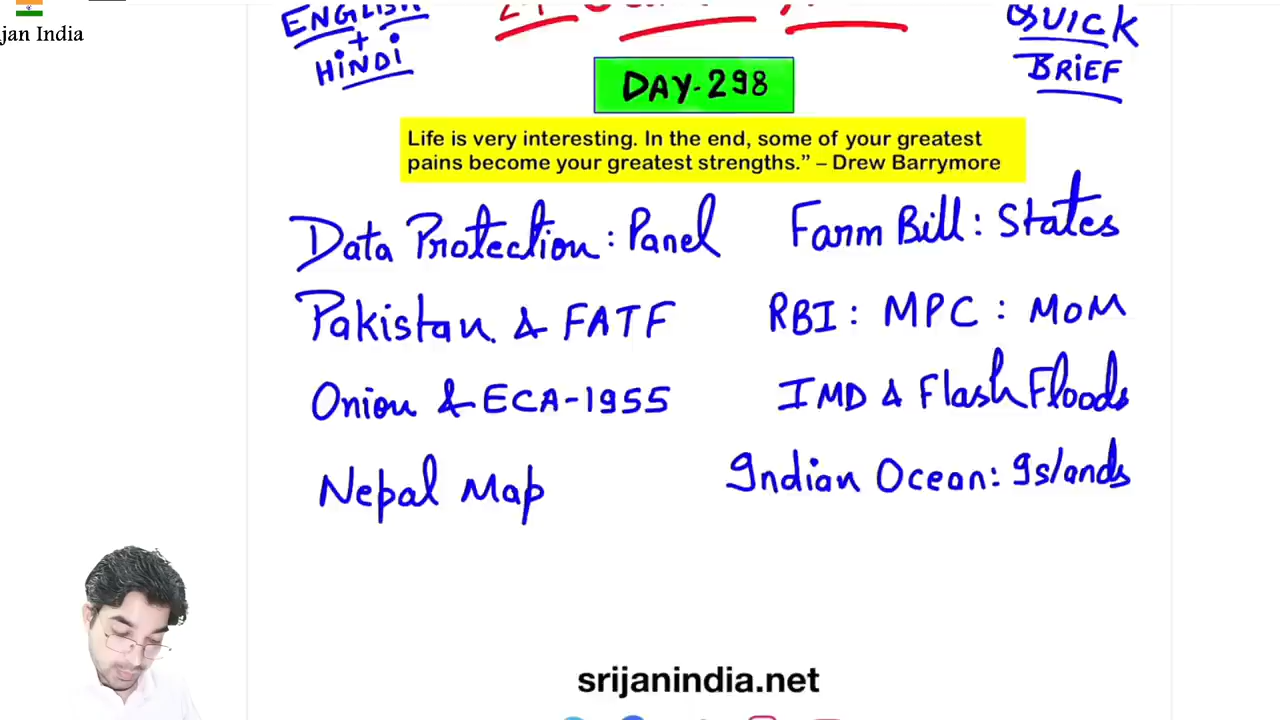 jan India
ENGLISH
+
HINDI
QUICK
BRIEF
DAY-298
Life is very interesting. In the end, some of your greatest
pains become your greatest strengths.” – Drew Barrymore
Data Protection: Panel
Farm Bill: States
Pakistan & FATF
RBI: MPC: MoM
Onion & ECA-1955
IMD & Flash Floods
Nepal Map
Indian Ocean: Islands
srijanindia.net